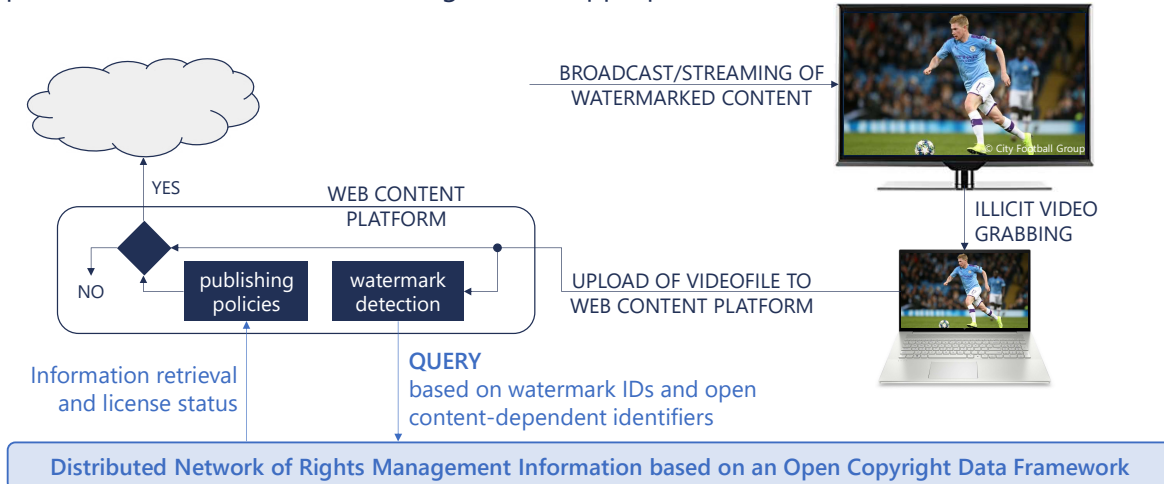 BROADCAST/STREAMING OF
WATERMARKED CONTENT
© City Football Group
YES
WEB CONTENT
PLATFORM
ILLICIT VIDEO
GRABBING
NO
publishing
policies
watermark
detection
UPLOAD OF VIDEOFILE TO
WEB CONTENT PLATFORM
Information retrieval
and license status
QUERY
based on watermark IDs and open
content-dependent identifiers
Distributed Network of Rights Management Information based on an Open Copyright Data Framework